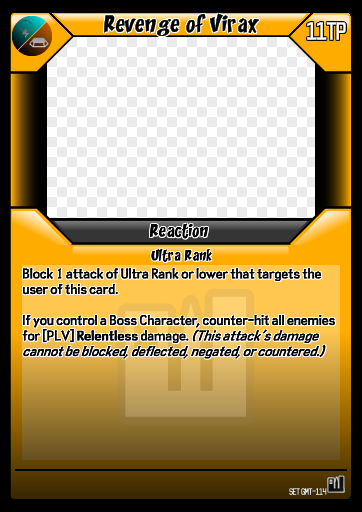 Revenge of Virax
11TP
Reaction
Ultra Rank
Block 1 attack of Ultra Rank or lower that targets the
user of this card.
If you control a Boss Character, counter-hit all enemies
for [PLV] Relentless damage. (This attack's damage
cannot be blocked, deflected, negated, or countered.)
SET GMT-114